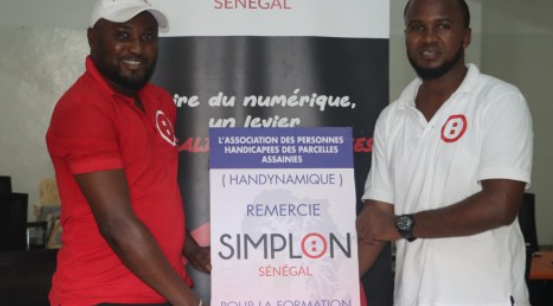 SÉNÉGAL
ire du numérique,
un levier
L'ASSOCIATION DES PERSONNES
HANDICAPEES DES PARCELLES
ASSAINIES
( HANDYNAMIQUE )
REMERCIE
SIMPLON
SÉNÉGAL
POUR LA FORMATION